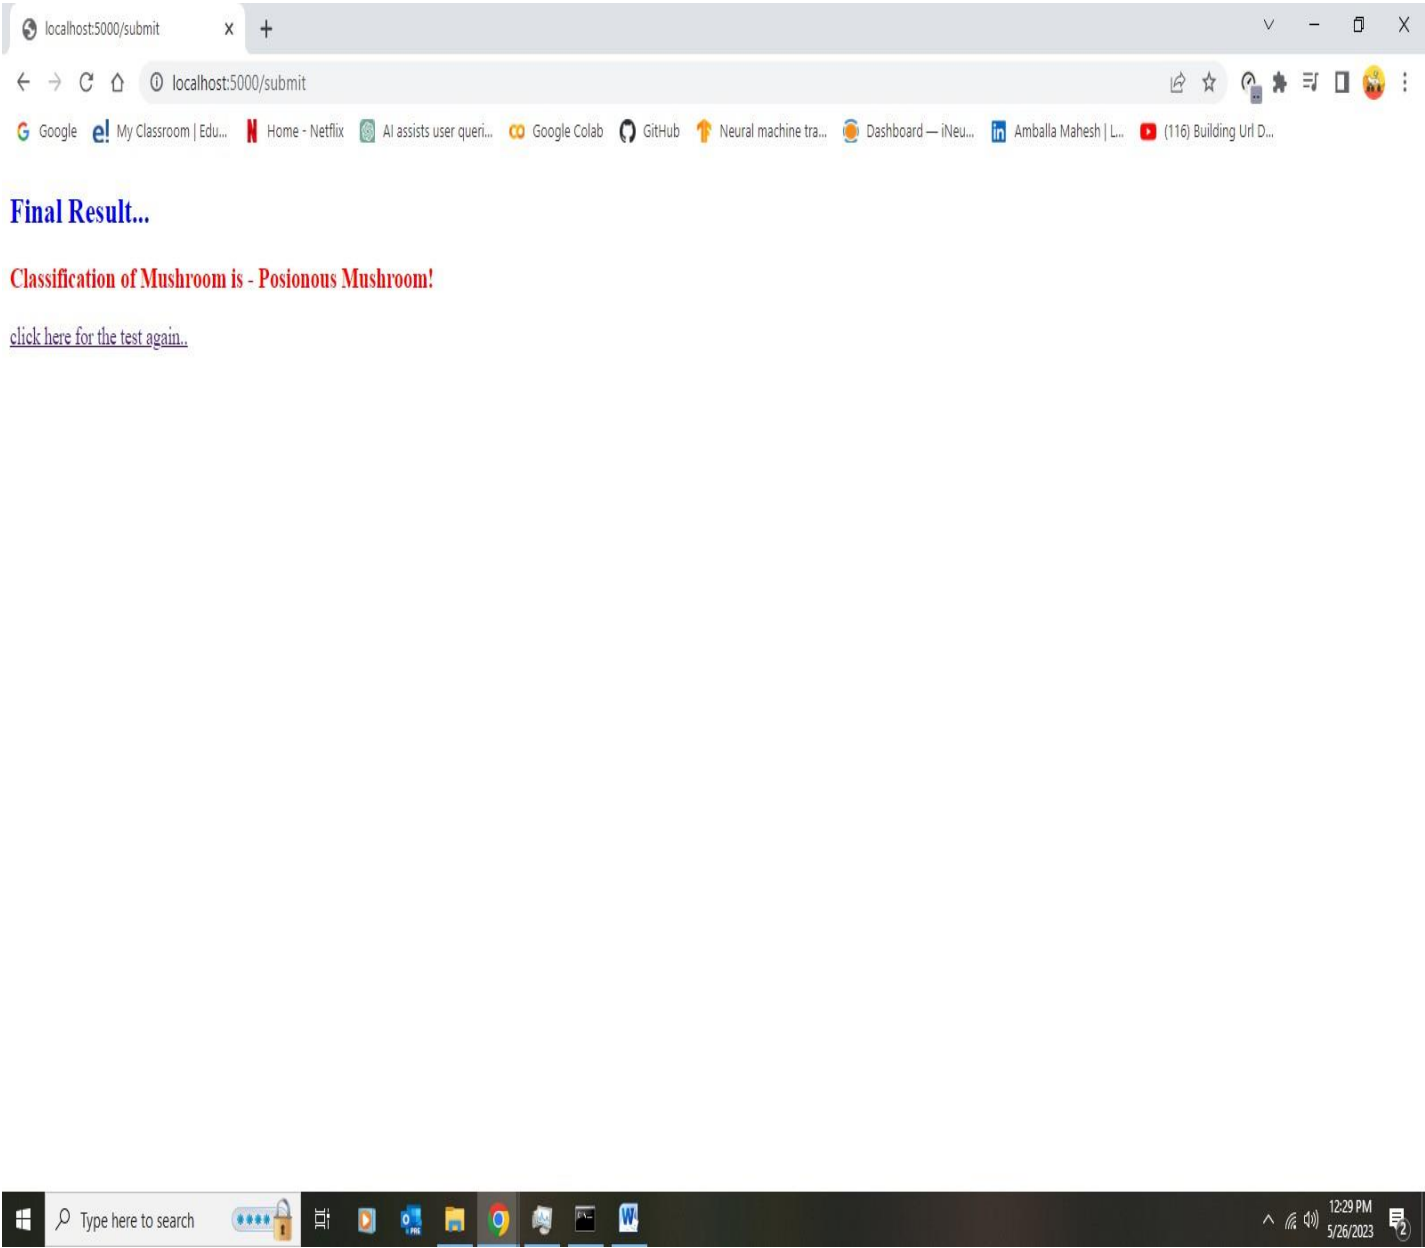 localhost:5000/submit
localhost:5000/submit
Google My Classroom | Edu... Home - Netflix AI assists user queri... Google Colab GitHub Neural machine tra... Dashboard — iNeu... Amballa Mahesh | L... (116) Building Url D...
Final Result...
Classification of Mushroom is - Posionous Mushroom!
click here for the test again..
Type here to search
12:29 PM
5/26/2023
2